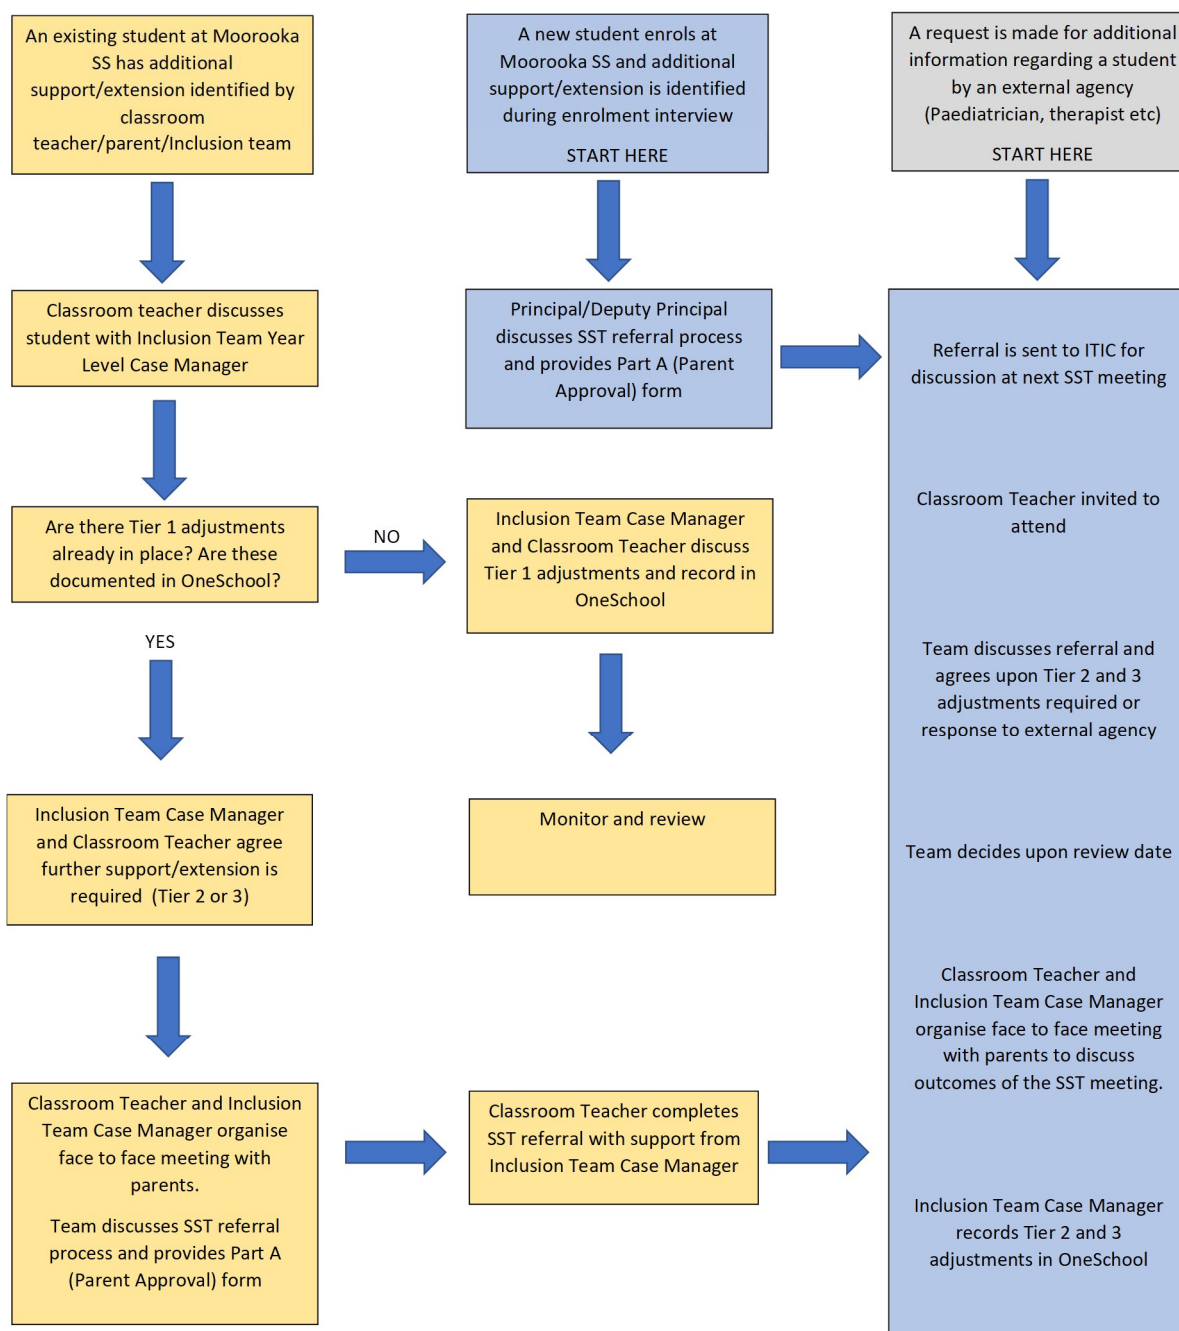 An existing student at Moorooka
SS has additional
support/extension identified by
classroom
teacher/parent/Inclusion team
A new student enrols at
Moorooka SS and additional
support/extension is identified
during enrolment interview
START HERE
A request is made for additional
information regarding a student
by an external agency
(Paediatrician, therapist etc)
START HERE
Classroom teacher discusses
student with Inclusion Team Year
Level Case Manager
Principal/Deputy Principal
discusses SST referral process
and provides Part A (Parent
Approval) form
Referral is sent to ITIC for
discussion at next SST meeting
Classroom Teacher invited to
attend
Team discusses referral and
agrees upon Tier 2 and 3
adjustments required or
response to external agency
Team decides upon review date
Classroom Teacher and
Inclusion Team Case Manager
organise face to face meeting
with parents to discuss
outcomes of the SST meeting.
Inclusion Team Case Manager
records Tier 2 and 3
adjustments in OneSchool
Are there Tier 1 adjustments
already in place? Are these
documented in OneSchool?
NO
Inclusion Team Case Manager
and Classroom Teacher discuss
Tier 1 adjustments and record in
OneSchool
YES
Inclusion Team Case Manager
and Classroom Teacher agree
further support/extension is
required (Tier 2 or 3)
Monitor and review
Classroom Teacher and Inclusion
Team Case Manager organise
face to face meeting with
parents.
Team discusses SST referral
process and provides Part A
(Parent Approval) form
Classroom Teacher completes
SST referral with support from
Inclusion Team Case Manager